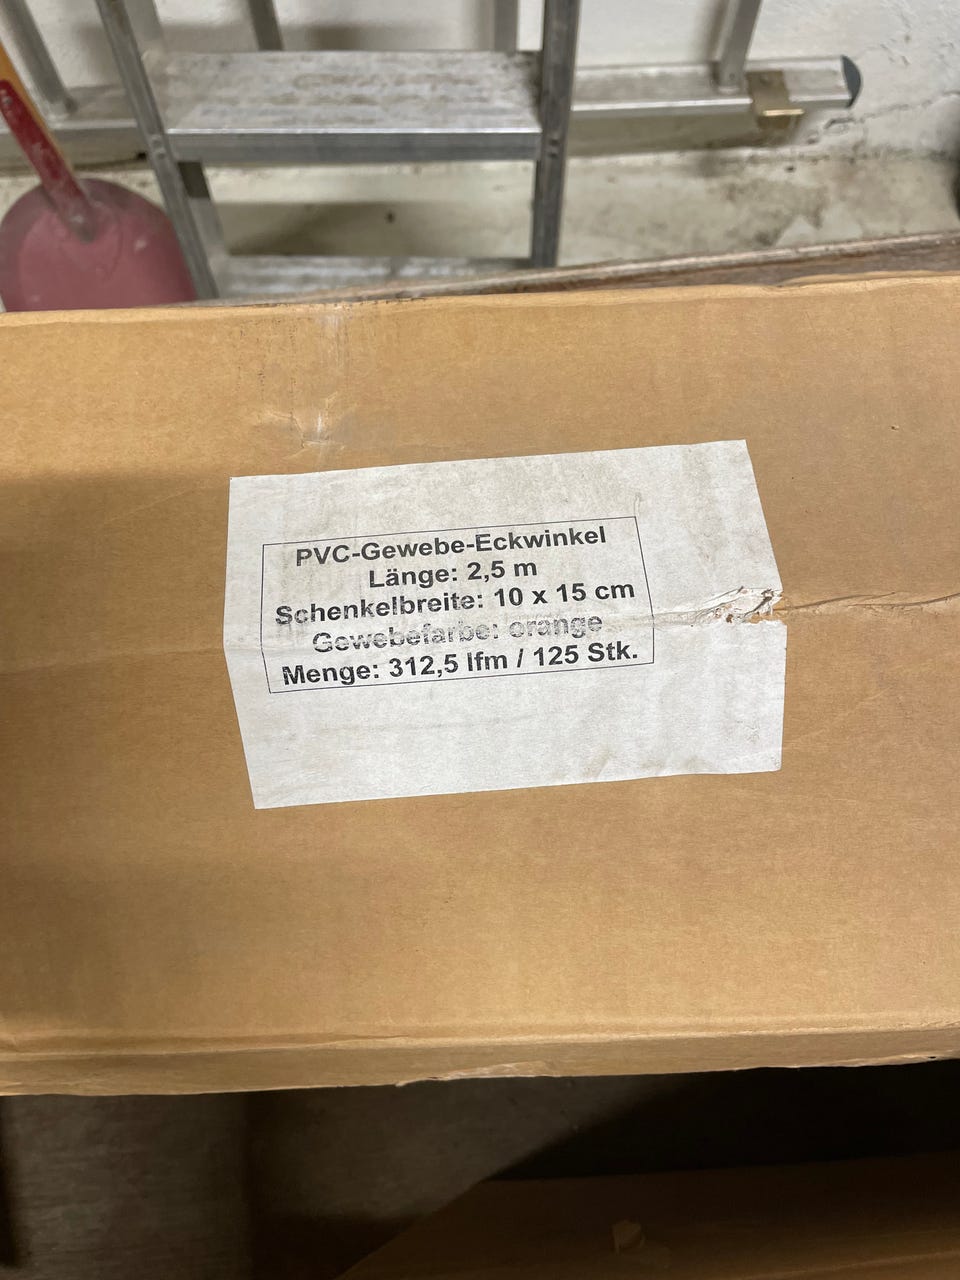 PVC-Gewebe-Eckwinkel
Länge: 2,5 m
Schenkelbreite: 10 x 15 cm
Gewebefarbe: orange
Menge: 312,5 lfm / 125 Stk.